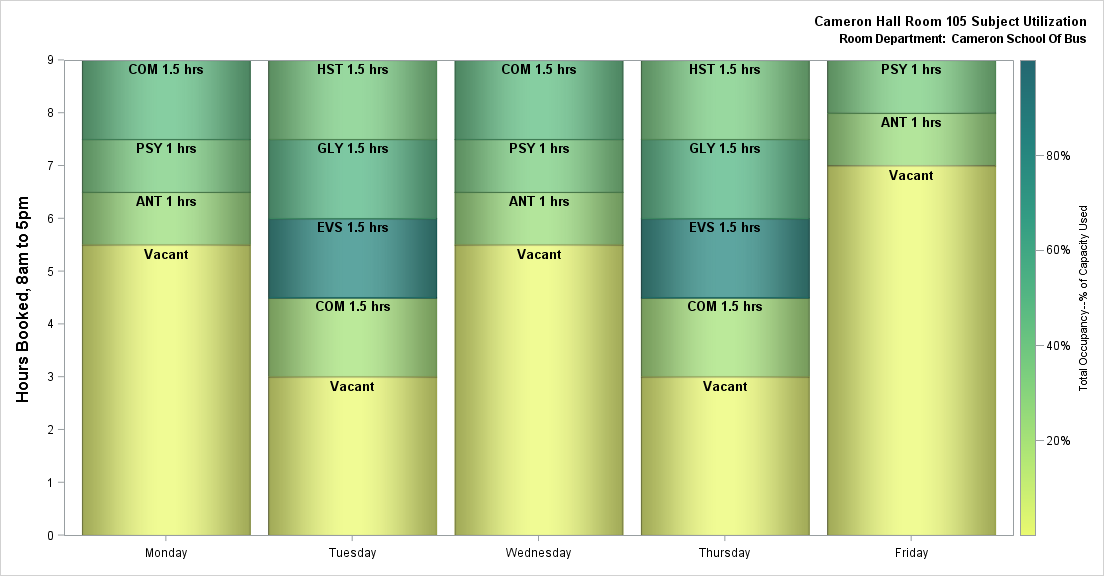 Cameron Hall Room 105 Subject Utilization
Room Department: Cameron School Of Bus
Hours Booked, 8am to 5pm
9
8
7
6
5
4
3
2
1
0
COM 1.5 hrs
PSY 1 hrs
ANT 1 hrs
Vacant
HST 1.5 hrs
GLY 1.5 hrs
EVS 1.5 hrs
COM 1.5 hrs
Vacant
COM 1.5 hrs
PSY 1 hrs
ANT 1 hrs
Vacant
HST 1.5 hrs
GLY 1.5 hrs
EVS 1.5 hrs
COM 1.5 hrs
Vacant
PSY 1 hrs
ANT 1 hrs
Vacant
Monday
Tuesday
Wednesday
Thursday
Friday
80%
60%
40%
20%
Total Occupancy--% of Capacity Used